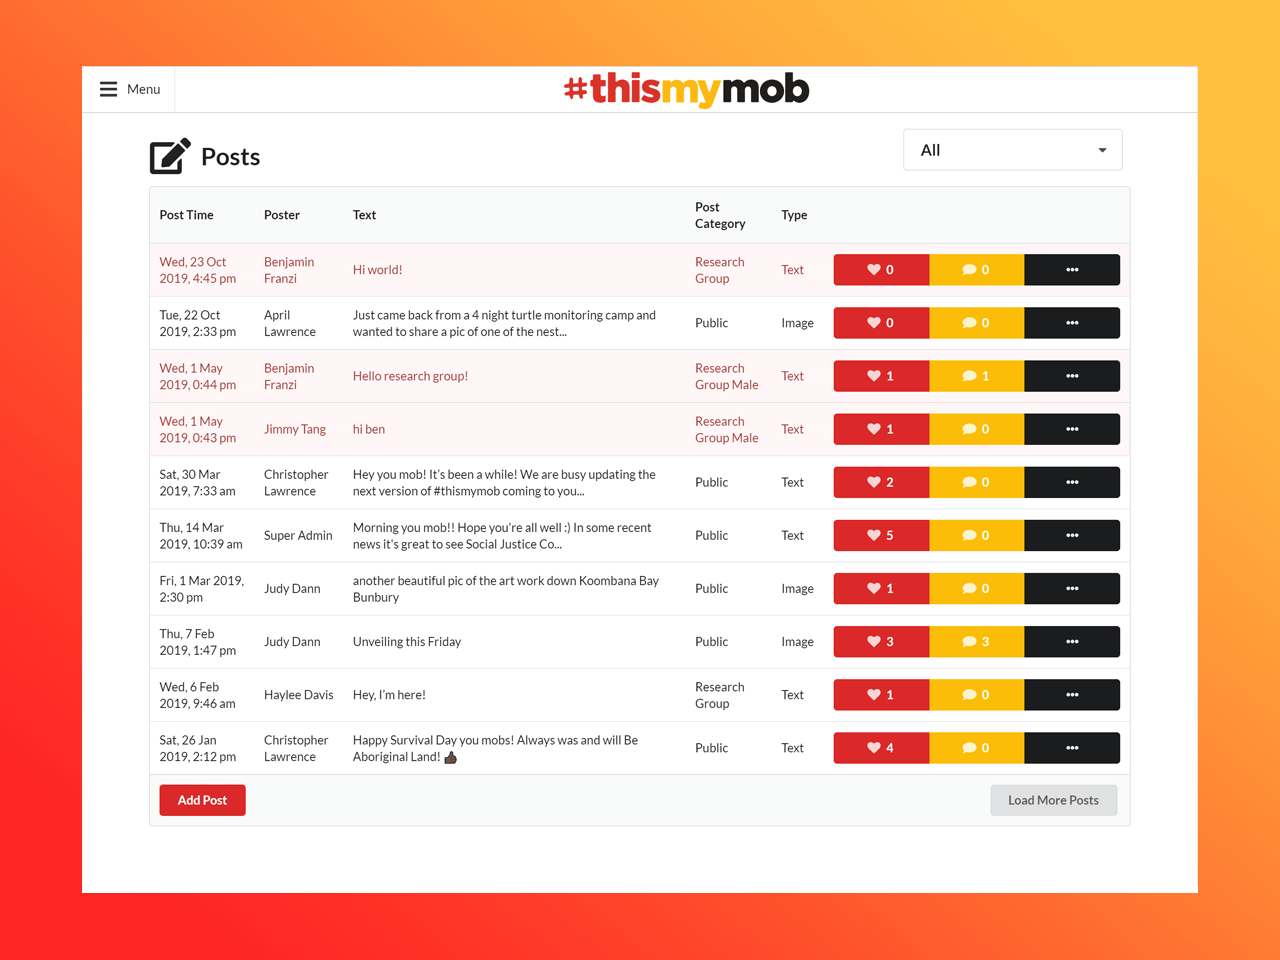 Menu
#thismymob
Posts
All
Post Time Poster Text Post Category Type
Wed, 23 Oct
2019, 4:45 pm
Benjamin
Franzi
Hi world!
Research
Group
Text
0
0
Tue, 22 Oct
2019, 2:33 pm
April
Lawrence
Just came back from a 4 night turtle monitoring camp and
wanted to share a pic of one of the nest...
Public
Image
0
0
Wed, 1 May
2019, 0:44 pm
Benjamin
Franzi
Hello research group!
Research
Group Male
Text
1
1
Wed, 1 May
2019, 0:43 pm
Jimmy Tang
hi ben
Research
Group Male
Text
1
0
Sat, 30 Mar
2019, 7:33 am
Christopher
Lawrence
Hey you mob! It's been a while! We are busy updating the
next version of #thismymob coming to you...
Public
Text
2
0
Thu, 14 Mar
2019, 10:39 am
Super Admin
Morning you mob!! Hope you're all well :) In some recent
news it's great to see Social Justice Co...
Public
Text
5
0
Fri, 1 Mar 2019,
2:30 pm
Judy Dann
another beautiful pic of the art work down Koombana Bay
Bunbury
Public
Image
1
0
Thu, 7 Feb
2019, 1:47 pm
Judy Dann
Unveiling this Friday
Public
Image
3
3
Wed, 6 Feb
2019, 9:46 am
Haylee Davis
Hey, I'm here!
Research
Group
Text
1
0
Sat, 26 Jan
2019, 2:12 pm
Christopher
Lawrence
Happy Survival Day you mobs! Always was and will Be
Aboriginal Land! 👍🏿
Public
Text
4
0
Add Post
Load More Posts